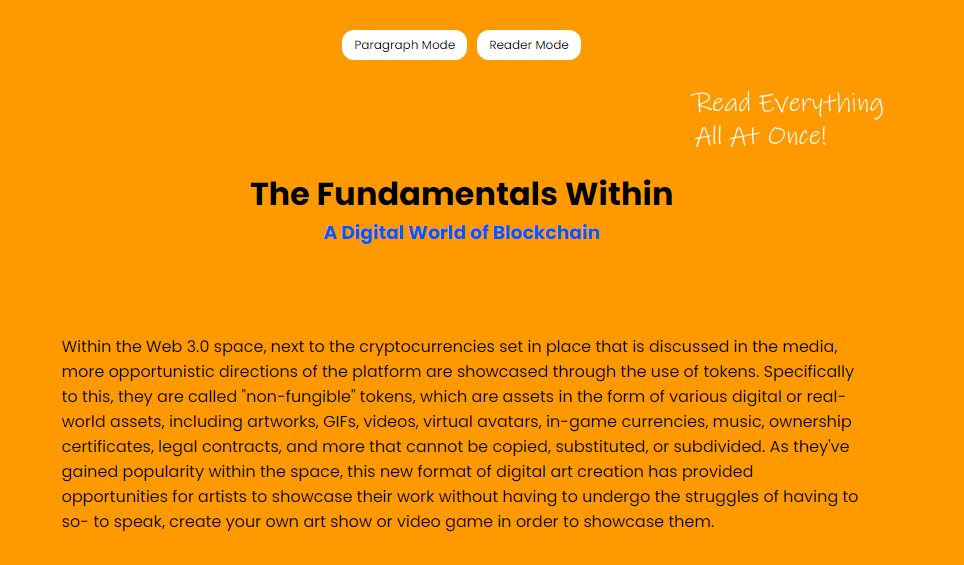 Paragraph Mode Reader Mode
Read Everything
All At Once!
The Fundamentals Within
A Digital World of Blockchain
Within the Web 3.0 space, next to the cryptocurrencies set in place that is discussed in the media,
more opportunistic directions of the platform are showcased through the use of tokens. Specifically
to this, they are called "non-fungible" tokens, which are assets in the form of various digital or real-
world assets, including artworks, GIFs, videos, virtual avatars, in-game currencies, music, ownership
certificates, legal contracts, and more that cannot be copied, substituted, or subdivided. As they've
gained popularity within the space, this new format of digital art creation has provided
opportunities for artists to showcase their work without having to undergo the struggles of having to
so- to speak, create your own art show or video game in order to showcase them.